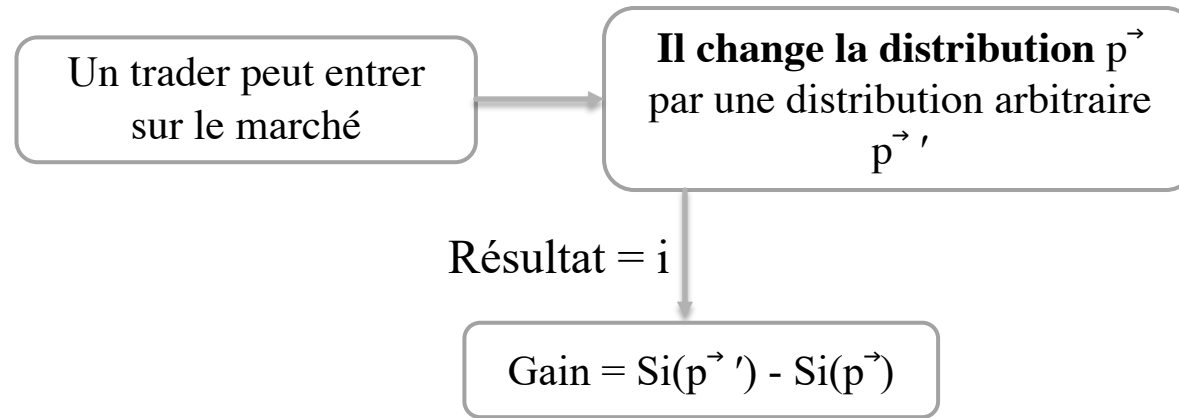 Un trader peut entrer
sur le marché
Il change la distribution p→
par une distribution arbitraire
p→ ′
Résultat = i
Gain = Si(p→ ′) - Si(p→)